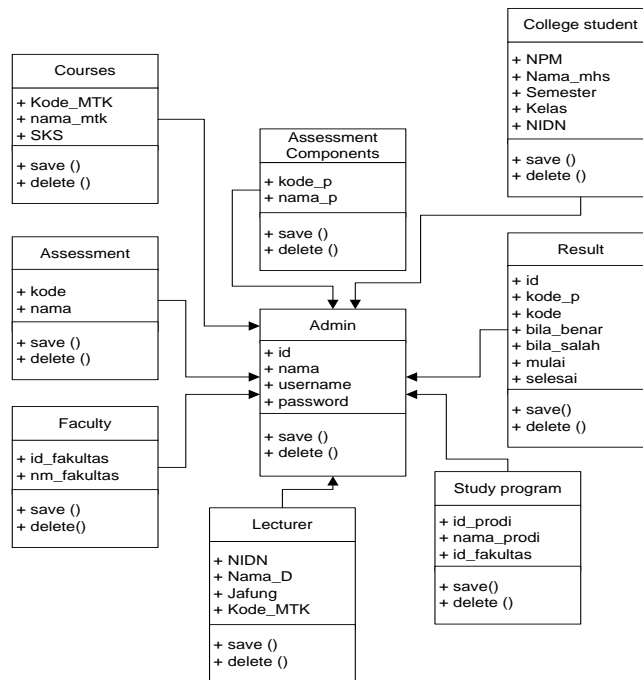 Courses
+ Kode_MTK
+ nama_mtk
+ SKS
+ save ()
+ delete ()
Assessment
Components
+ kode_p
+ nama_p
+ save ()
+ delete ()
College student
+ NPM
+ Nama_mhs
+ Semester
+ Kelas
+ NIDN
+ save ()
+ delete ()
Assessment
+ kode
+ nama
+ save ()
+ delete()
Admin
+ id
+ nama
+ username
+ password
+ save ()
+ delete ()
Result
+ id
+ kode_p
+ kode
+ bila_benar
+ bila_salah
+ mulai
+ selesai
+ save()
+ delete ()
Faculty
+ id_fakultas
+ nm_fakultas
+ save ()
+ delete()
Lecturer
+ NIDN
+ Nama_D
+ Jafung
+ Kode_MTK
+ save ()
+ delete ()
Study program
+ id_prodi
+ nama_prodi
+ id_fakultas
+ save()
+ delete ()